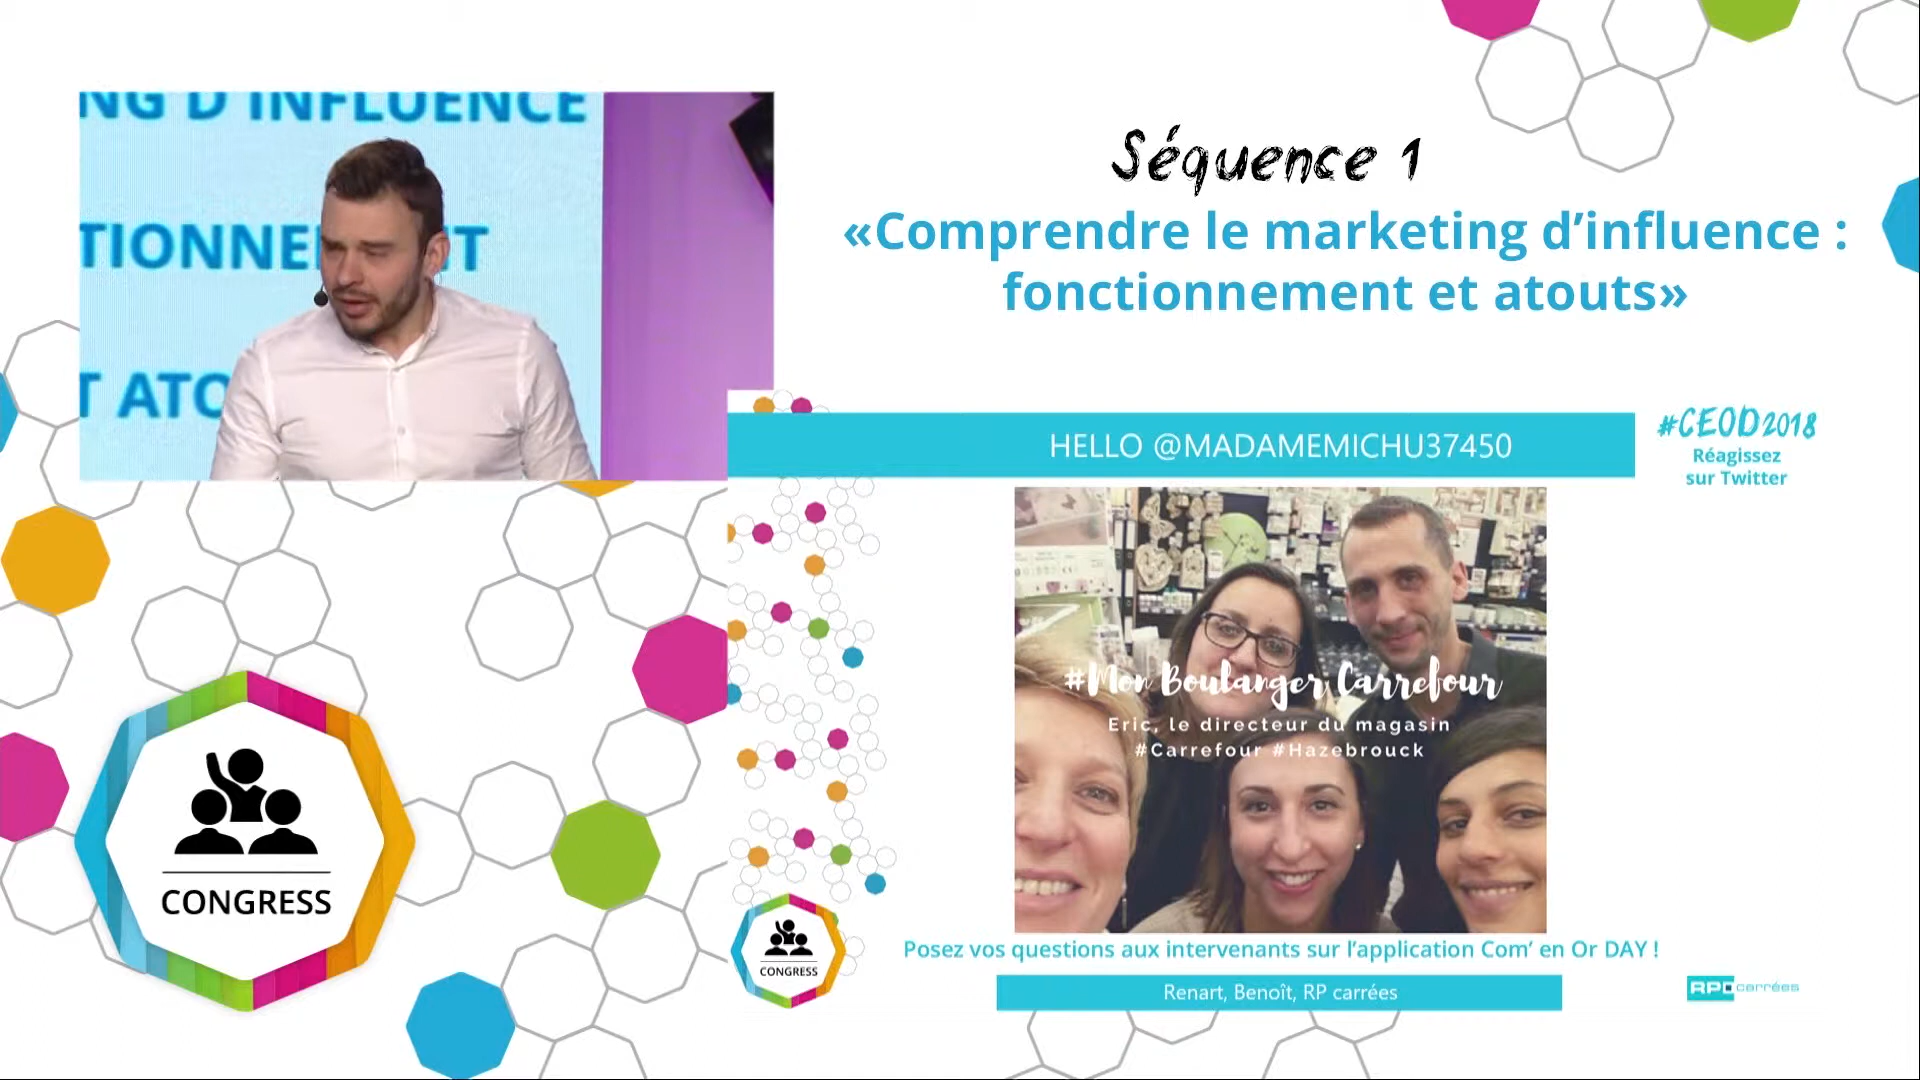 NG D'INFLUENCE
TIONNE
NT
T ATO
Séquence 1
«Comprendre le marketing d’influence :
fonctionnement et atouts»
HELLO @MADAMEMICHU37450
#CEOD2018
Réagissez
sur Twitter
#Mon Boulanger Carrefour
Eric, le directeur du magasin
#Carrefour #Hazebrouck
CONGRESS
CONGRESS
Posez vos questions aux intervenants sur l’application Com’ en Or DAY !
Renart, Benoît, RP carrées
RP carrées